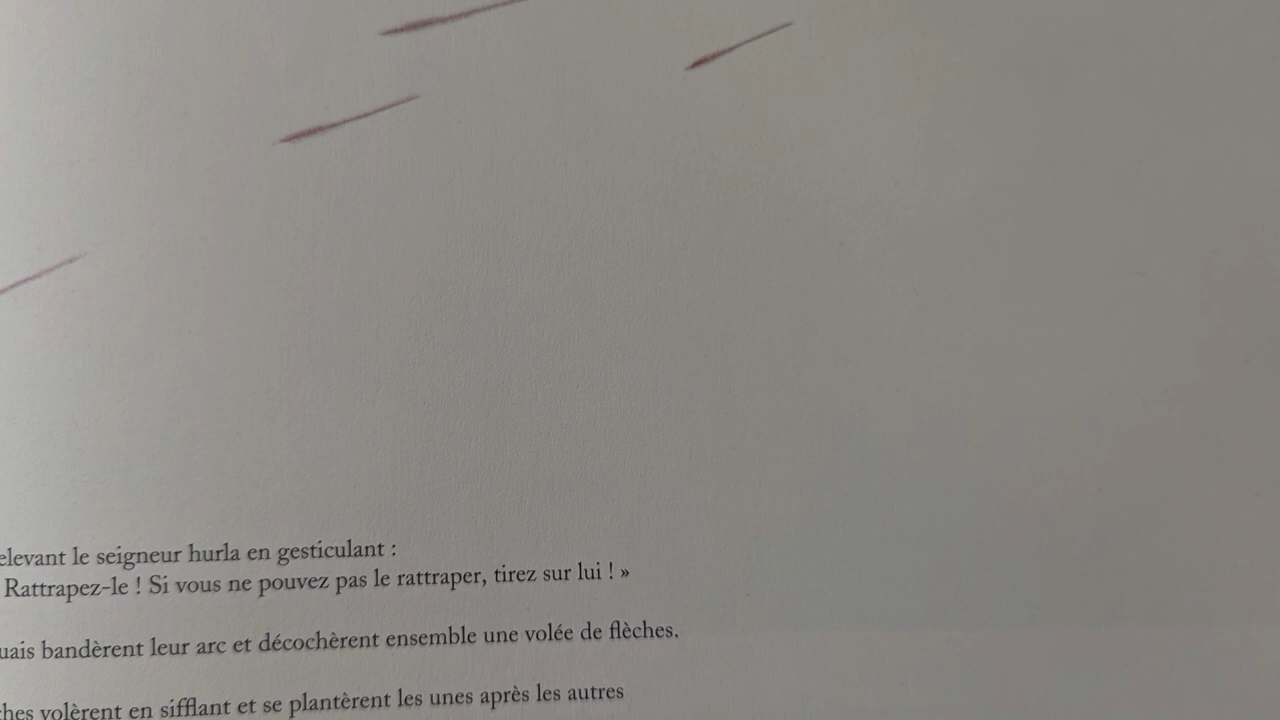 elevant le seigneur hurla en gesticulant :
Rattrapez-le ! Si vous ne pouvez pas le rattraper, tirez sur lui ! »
uais bandèrent leur arc et décochèrent ensemble une volée de flèches.
ches volèrent en sifflant et se plantèrent les unes après les autres